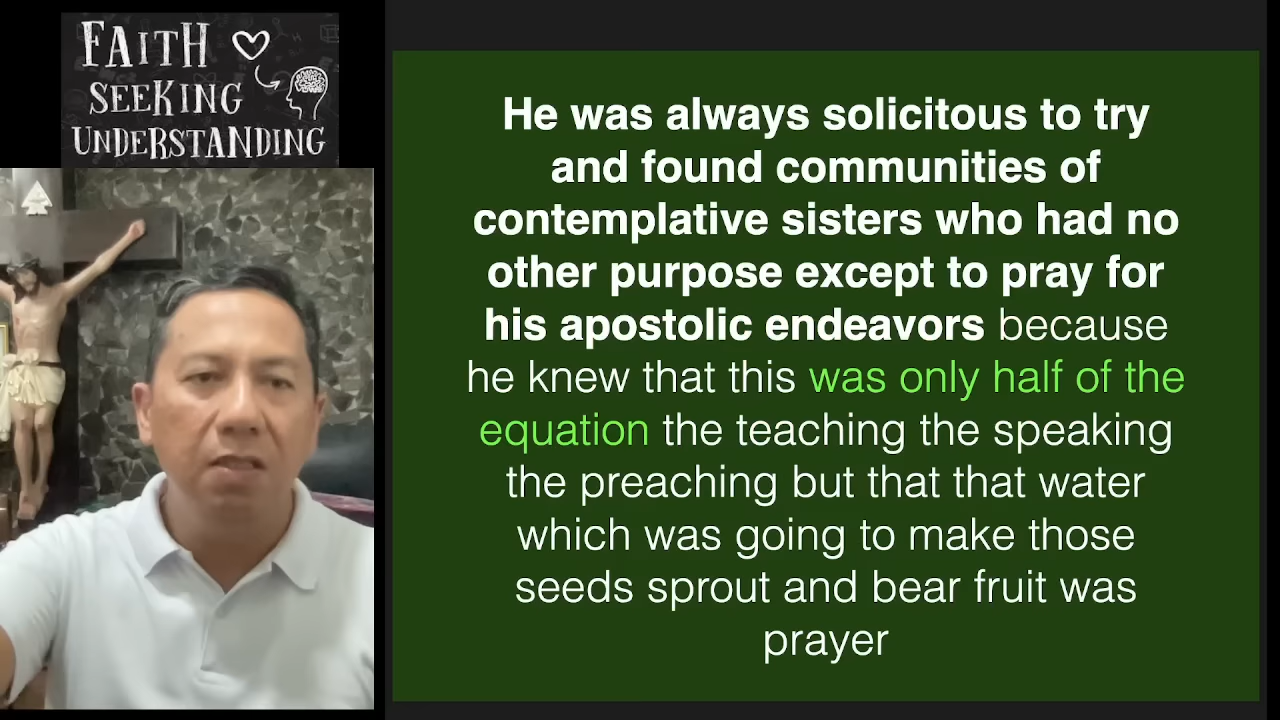 FAITH
SEEKING
UNDERSTANDING
He was always solicitous to try
and found communities of
contemplative sisters who had no
other purpose except to pray for
his apostolic endeavors because
he knew that this was only half of the
equation the teaching the speaking
the preaching but that that water
which was going to make those
seeds sprout and bear fruit was
prayer